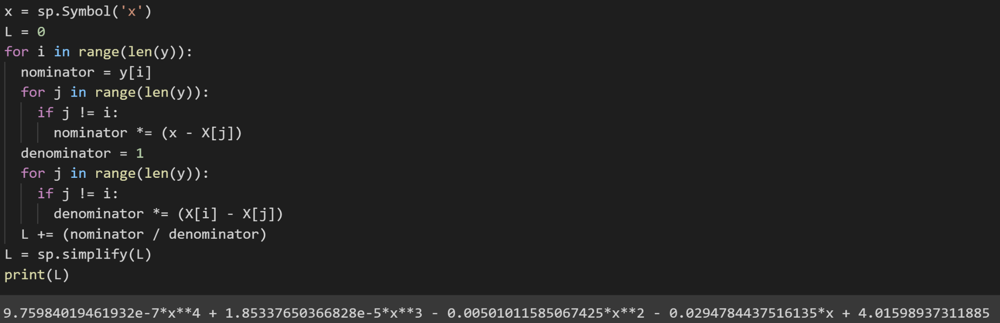 x = sp.Symbol('x')
L = 0
for i in range(len(y)):
  nominator = y[i]
  for j in range(len(y)):
    if j != i:
      nominator *= (x - X[j])
  denominator = 1
  for j in range(len(y)):
    if j != i:
      denominator *= (X[i] - X[j])
  L += (nominator / denominator)
L = sp.simplify(L)
print(L)
9.75984019461932e-7*x**4 + 1.85337650366828e-5*x**3 - 0.00501011585067425*x**2 - 0.0294784437516135*x + 4.01598937311885